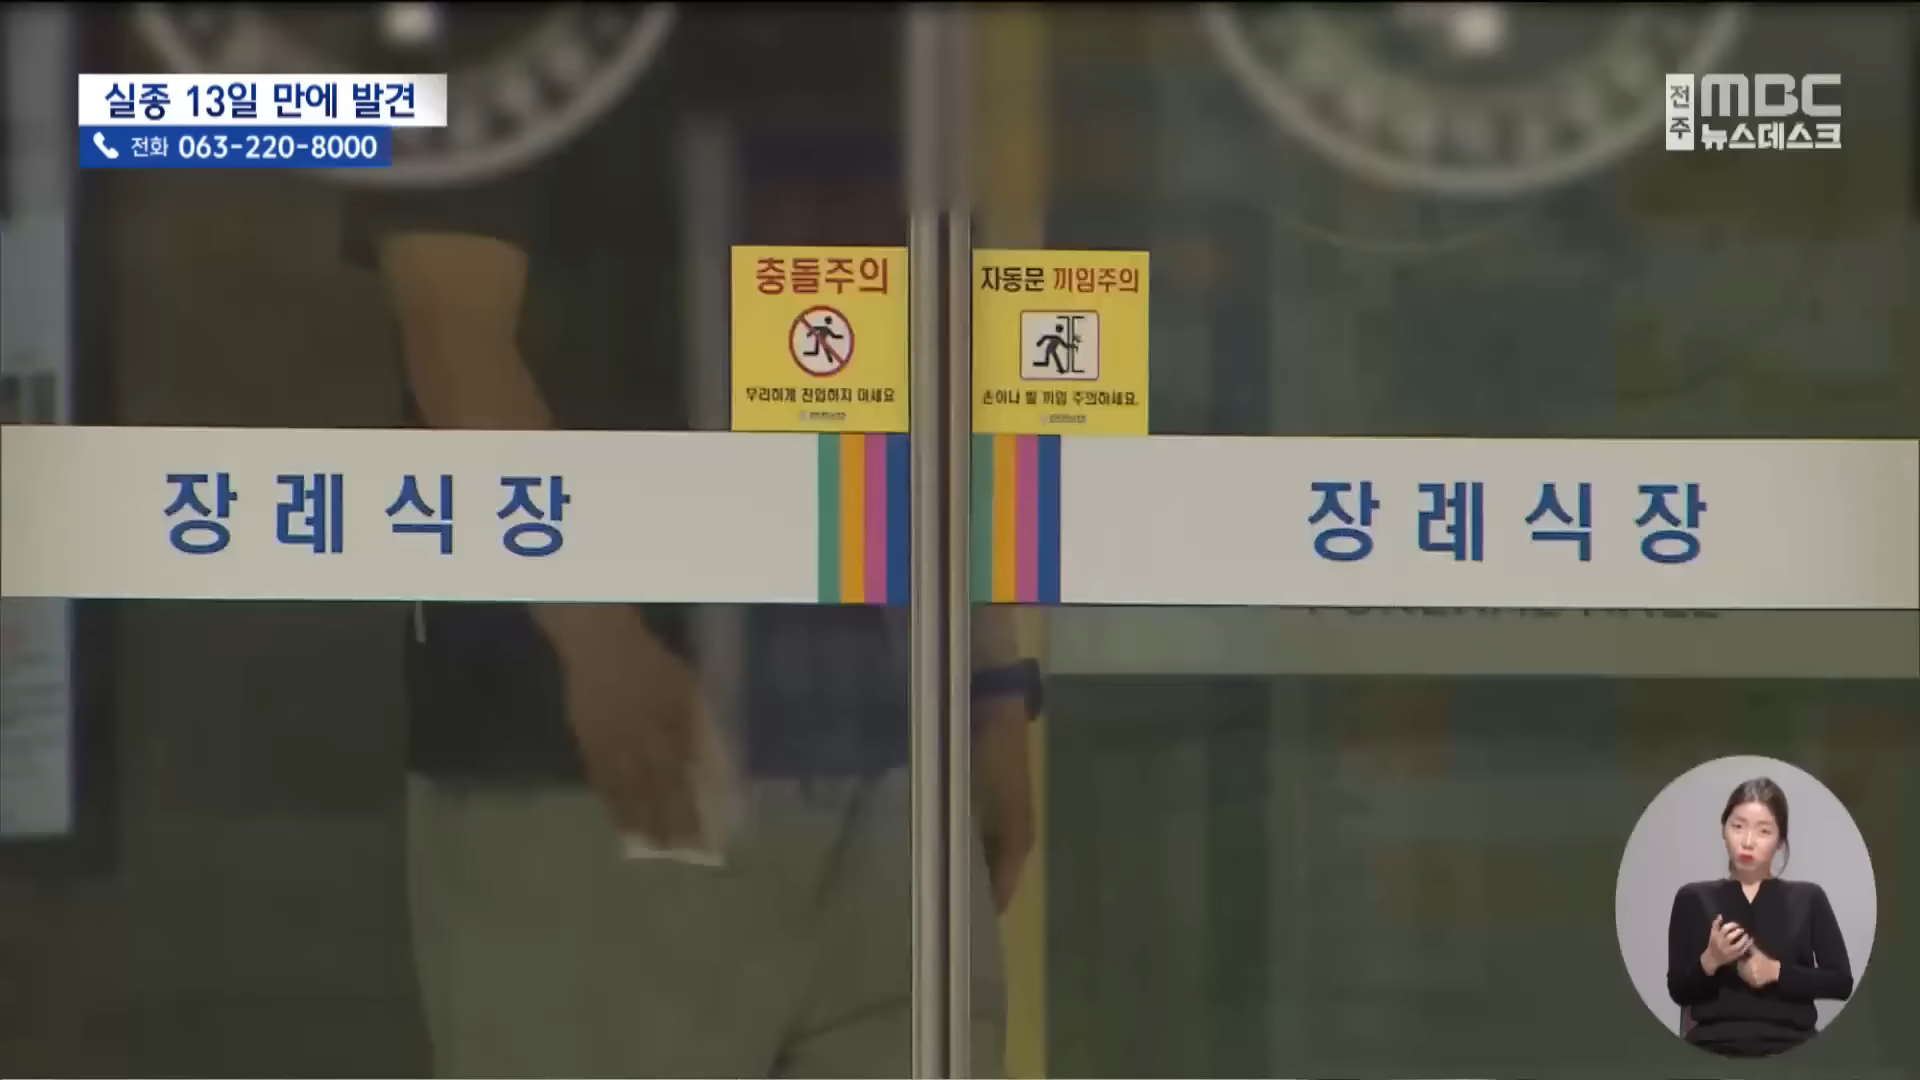 실종 13일 만에 발견
전화 063-220-8000
전주
MBC
뉴스데스크
충돌주의
무리하게 진입하지 마세요
자동문 끼임주의
손이나 발 끼임 주의하세요.
장례식장
장례식장